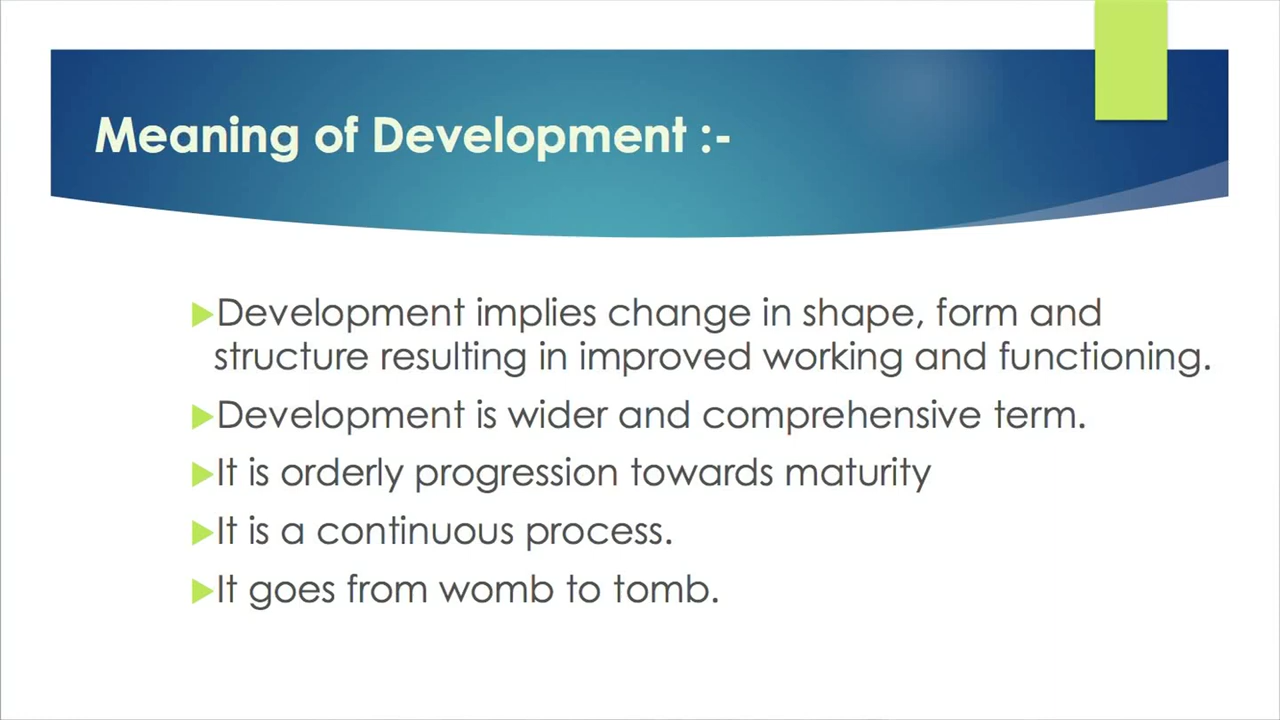 Meaning of Development :-
Development implies change in shape, form and
structure resulting in improved working and functioning.
Development is wider and comprehensive term.
It is orderly progression towards maturity
It is a continuous process.
It goes from womb to tomb.